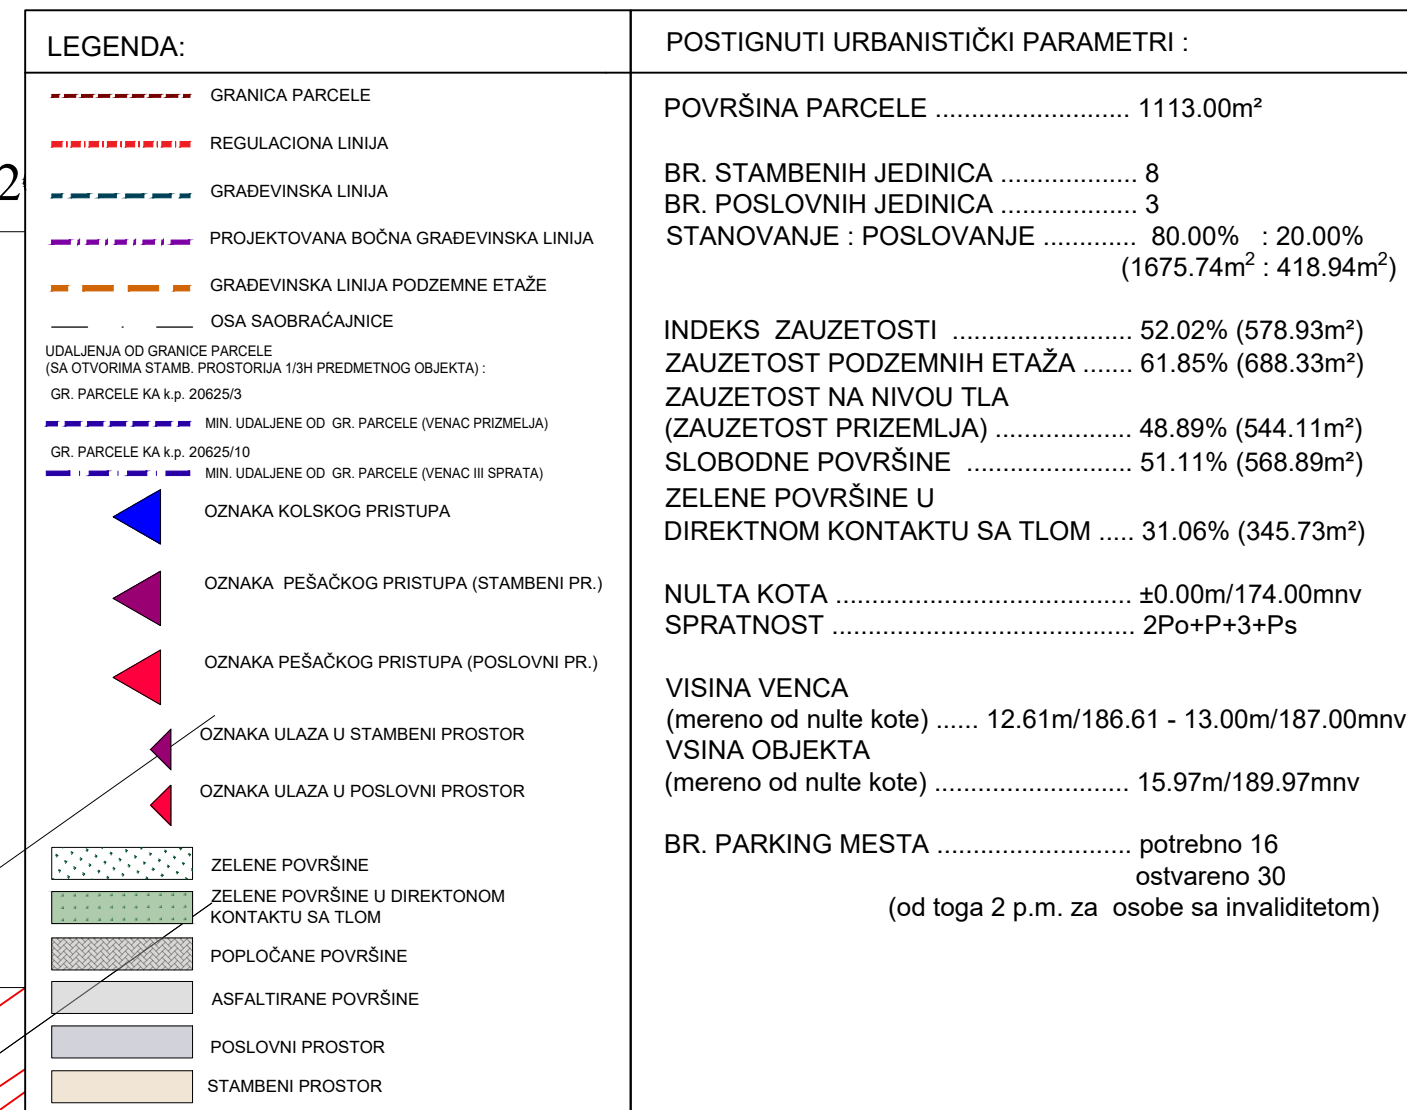 2
LEGENDA:
GRANICA PARCELE
REGULACIONA LINIJA
GRAĐEVINSKA LINIJA
PROJEKTOVANA BOČNA GRAĐEVINSKA LINIJA
GRAĐEVINSKA LINIJA PODZEMNE ETAŽE
OSA SAOBRAĆAJNICE
UDALJENJA OD GRANICE PARCELE
(SA OTVORIMA STAMB. PROSTORIJA 1/3H PREDMETNOG OBJEKTA) :
GR. PARCELE KA k.p. 20625/3
MIN. UDALJENE OD GR. PARCELE (VENAC PRIZMELJA)
GR. PARCELE KA k.p. 20625/10
MIN. UDALJENE OD GR. PARCELE (VENAC III SPRATA)
OZNAKA KOLSKOG PRISTUPA
OZNAKA PEŠAČKOG PRISTUPA (STAMBENI PR.)
OZNAKA PEŠAČKOG PRISTUPA (POSLOVNI PR.)
OZNAKA ULAZA U STAMBENI PROSTOR
OZNAKA ULAZA U POSLOVNI PROSTOR
ZELENE POVRŠINE
ZELENE POVRŠINE U DIREKTONOM
KONTAKTU SA TLOM
POPLOČANE POVRŠINE
ASFALTIRANE POVRŠINE
POSLOVNI PROSTOR
STAMBENI PROSTOR
POSTIGNUTI URBANISTIČKI PARAMETRI :
POVRŠINA PARCELE ........................... 1113.00m²
BR. STAMBENIH JEDINICA ................... 8
BR. POSLOVNIH JEDINICA ................... 3
STANOVANJE : POSLOVANJE ............. 80.00% : 20.00%
(1675.74m² : 418.94m²)
INDEKS ZAUZETOSTI ......................... 52.02% (578.93m²)
ZAUZETOST PODZEMNIH ETAŽA ....... 61.85% (688.33m²)
ZAUZETOST NA NIVOU TLA
(ZAUZETOST PRIZEMLJA) ................... 48.89% (544.11m²)
SLOBODNE POVRŠINE ....................... 51.11% (568.89m²)
ZELENE POVRŠINE U
DIREKTNOM KONTAKTU SA TLOM ..... 31.06% (345.73m²)
NULTA KOTA ......................................... ±0.00m/174.00mnv
SPRATNOST .......................................... 2Po+P+3+Ps
VISINA VENCA
(mereno od nulte kote) ...... 12.61m/186.61 - 13.00m/187.00mnv
VSINA OBJEKTA
(mereno od nulte kote) ........................... 15.97m/189.97mnv
BR. PARKING MESTA ........................... potrebno 16
ostvareno 30
(od toga 2 p.m. za osobe sa invaliditetom)